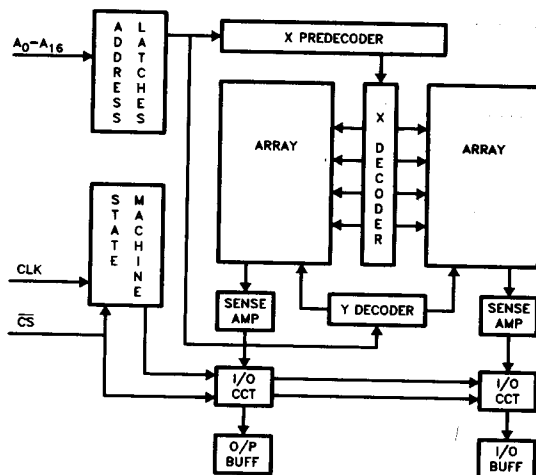 A0-A16
ADDRESS
LATCHES
X PREDECODER
ARRAY
X DECODER
ARRAY
STATE
MACHINE
CLK
CS
SENSE
AMP
Y DECODER
SENSE
AMP
I/O
CCT
I/O
CCT
O/P
BUFF
I/O
BUFF